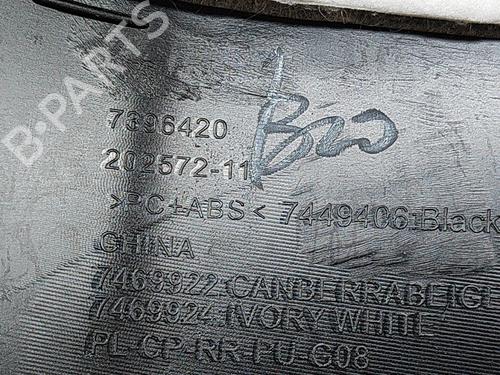 B-PARTS
7396420
202572-11
B20
>PC+ABS< 7449406:Black
CHINA
7469922:CANBERRABEIGE
7469924:IVORY WHITE
PL-CP-RR-PU-G08